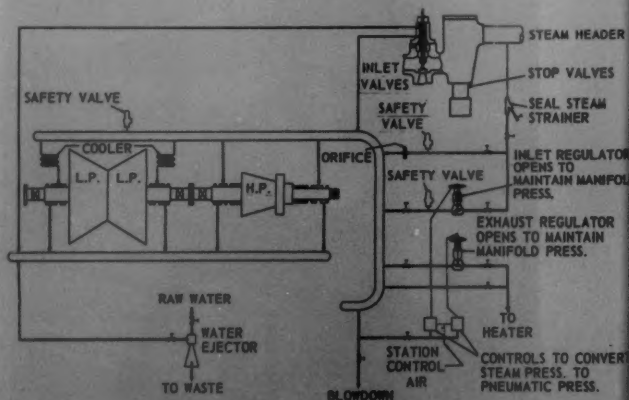 STEAM HEADER
INLET
VALVES
STOP VALVES
SAFETY VALVE
SAFETY
VALVE
SEAL STEAM
STRAINER
COOLER
ORIFICE
INLET REGULATOR
OPENS TO
MAINTAIN MANIFOLD
PRESS.
L.P.
L.P.
H.P.
SAFETY VALVE
EXHAUST REGULATOR
OPENS TO MAINTAIN
MANIFOLD PRESS.
RAW WATER
WATER
EJECTOR
TO WASTE
TO
HEATER
STATION
CONTROL
AIR
CONTROLS TO CONVERT
STEAM PRESS. TO
PNEUMATIC PRESS.
BLOWDOWN